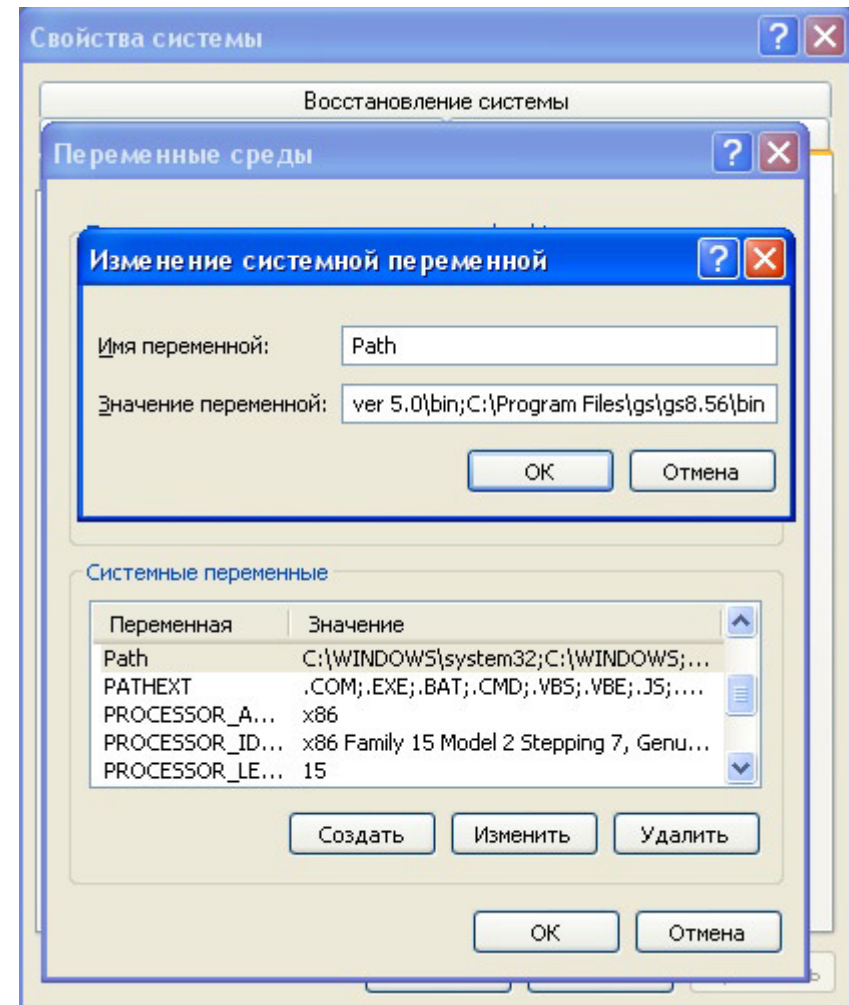 Свойства системы
Восстановление системы
Переменные среды
Изменение системной переменной
Имя переменной: Path
Значение переменной: ver 5.0\bin;C:\Program Files\gs\gs8.56\bin
ОК Отмена
Системные переменные
Переменная Значение
Path C:\WINDOWS\system32;C:\WINDOWS;...
PATHEXT .COM;.EXE;.BAT;.CMD;.VBS;.VBE;.JS;....
PROCESSOR_A... x86
PROCESSOR_ID... x86 Family 15 Model 2 Stepping 7, Genu...
PROCESSOR_LE... 15
Создать Изменить Удалить
ОК Отмена